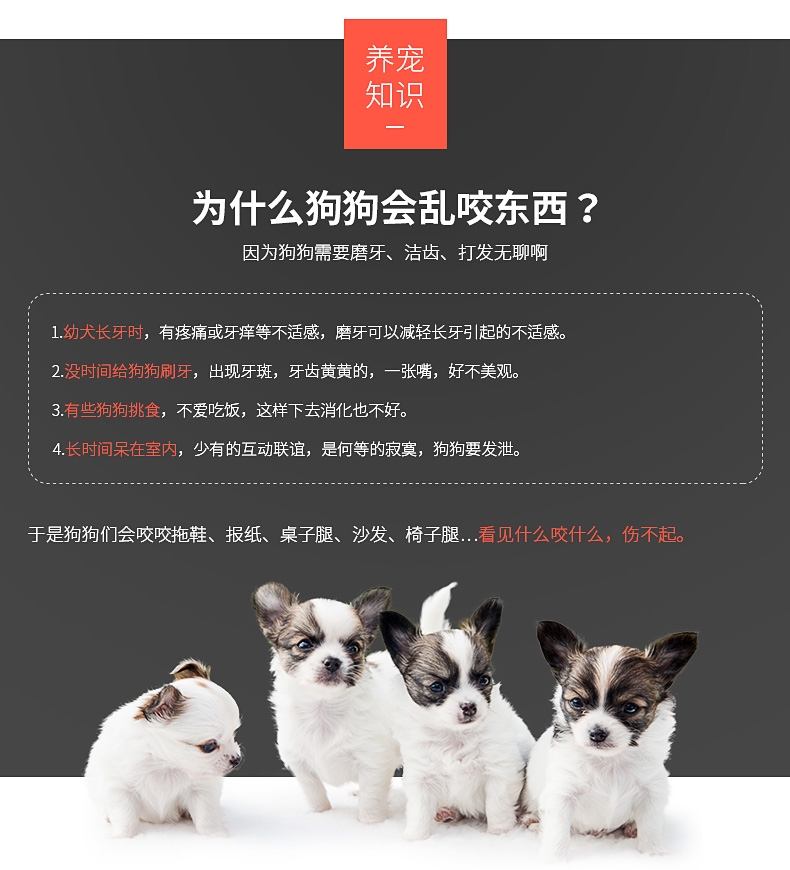 养宠
知识
为什么狗狗会乱咬东西？
因为狗狗需要磨牙、洁齿、打发无聊啊
1.幼犬长牙时，有疼痛或牙痒等不适感，磨牙可以减轻长牙引起的不适感。
2.没时间给狗狗刷牙，出现牙斑，牙齿黄黄的，一张嘴，好不美观。
3.有些狗狗挑食，不爱吃饭，这样下去消化也不好。
4.长时间呆在室内，少有的互动联谊，是何等的寂寞，狗狗要发泄。
于是狗狗们会咬咬拖鞋、报纸、桌子腿、沙发、椅子腿...看见什么咬什么，伤不起。